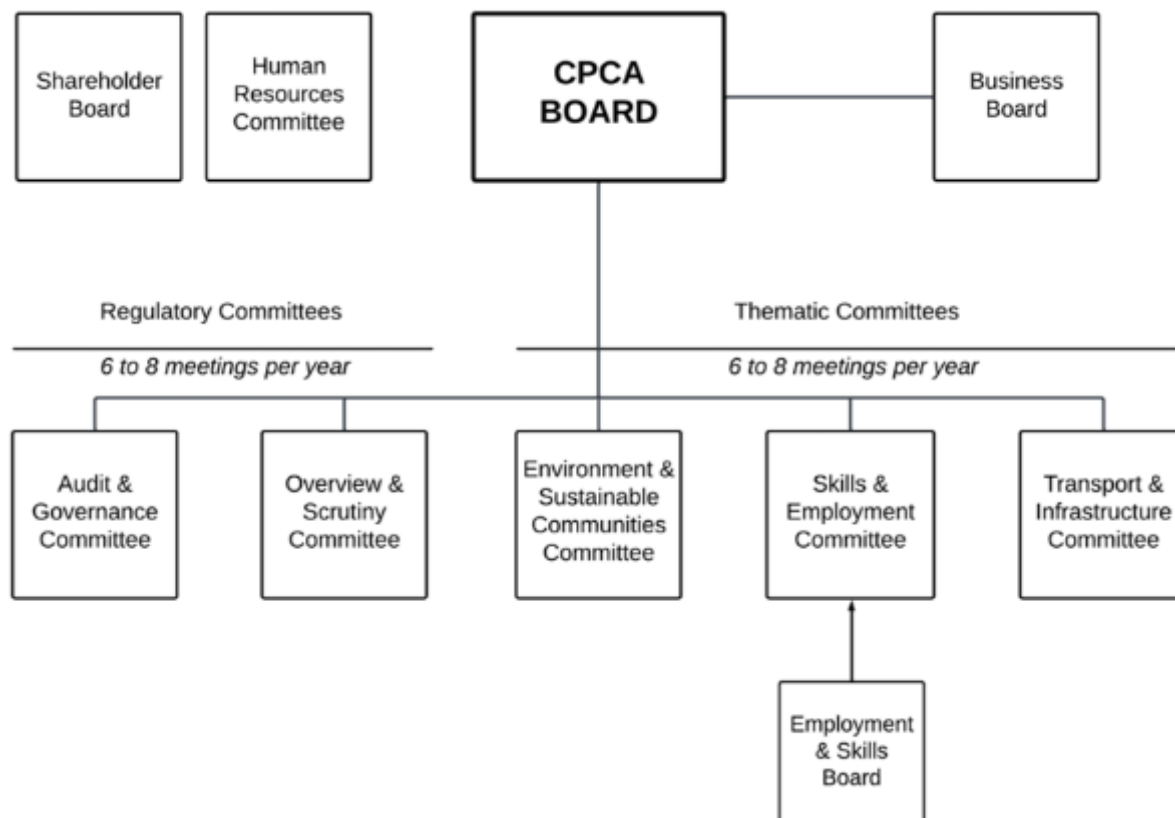 Shareholder
Board
Human
Resources
Committee
CPCA
BOARD
Business
Board
Regulatory Committees
6 to 8 meetings per year
Thematic Committees
6 to 8 meetings per year
Audit &
Governance
Committee
Overview &
Scrutiny
Committee
Environment &
Sustainable
Communities
Committee
Skills &
Employment
Committee
Transport &
Infrastructure
Committee
Employment
& Skills
Board